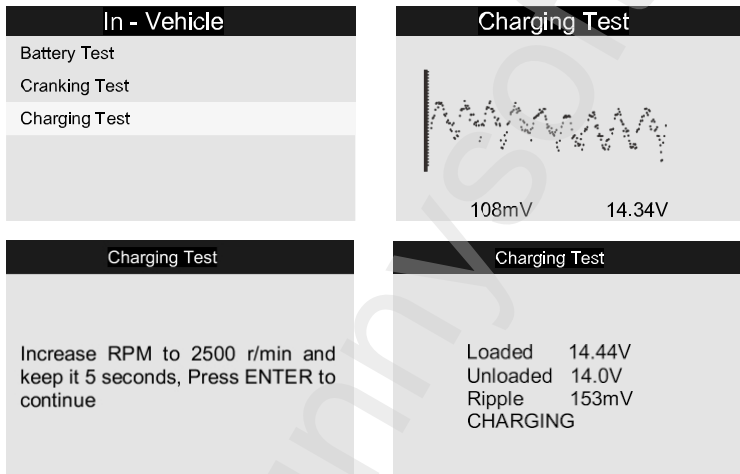 In - Vehicle
Battery Test
Cranking Test
Charging Test
Charging Test
108mV 14.34V
Charging Test
Increase RPM to 2500 r/min and
keep it 5 seconds, Press ENTER to
continue
Charging Test
Loaded 14.44V
Unloaded 14.0V
Ripple 153mV
CHARGING